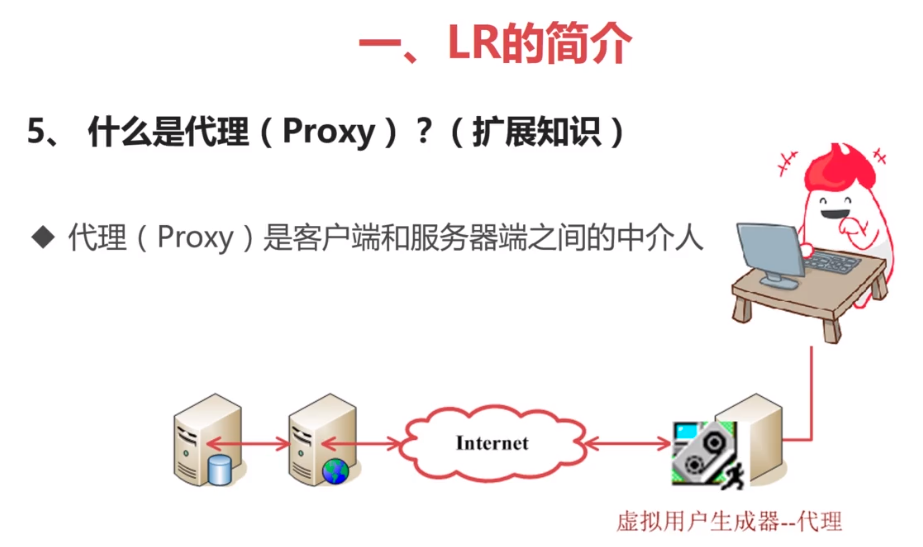 一、LR的简介
5、 什么是代理（Proxy）？（扩展知识）
◆ 代理（Proxy）是客户端和服务器端之间的中介人
Internet
虚拟用户生成器--代理